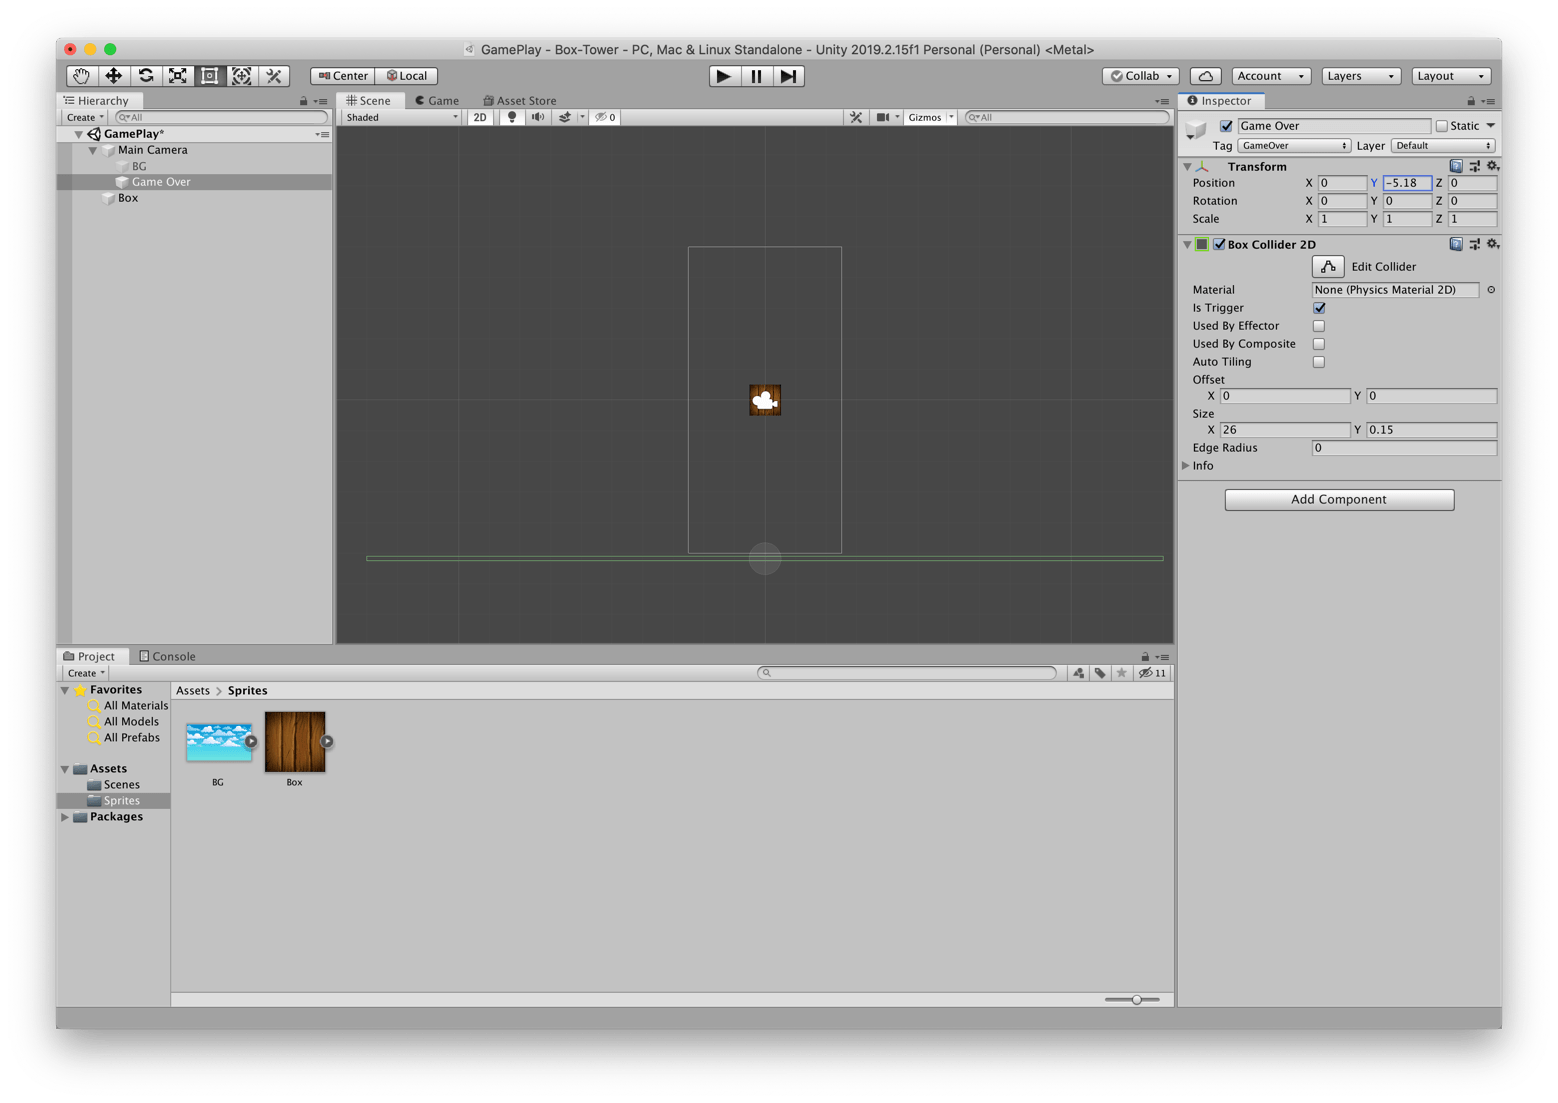 GamePlay - Box-Tower - PC, Mac & Linux Standalone - Unity 2019.2.15f1 Personal (Personal) <Metal>
Center Local Collab Account Layers Layout
Hierarchy
Create All
GamePlay*
Main Camera
BG
Game Over
Box
Scene Game Asset Store
Shaded 2D 0 Gizmos All
Inspector
Game Over Static
Tag GameOver Layer Default
Transform
Position X 0 Y -5.18 Z 0
Rotation X 0 Y 0 Z 0
Scale X 1 Y 1 Z 1
Box Collider 2D
Edit Collider
Material None (Physics Material 2D)
Is Trigger
Used By Effector
Used By Composite
Auto Tiling
Offset
X 0 Y 0
Size
X 26 Y 0.15
Edge Radius 0
Info
Add Component
Project Console
Create 11
Favorites
All Materials
All Models
All Prefabs
Assets
Scenes
Sprites
Packages
Assets > Sprites
BG Box